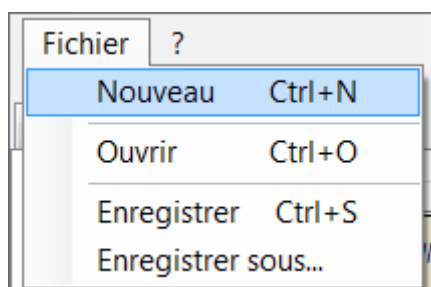 Fichier ?
Nouveau Ctrl+N
Ouvrir Ctrl+O
Enregistrer Ctrl+S
Enregistrer sous...